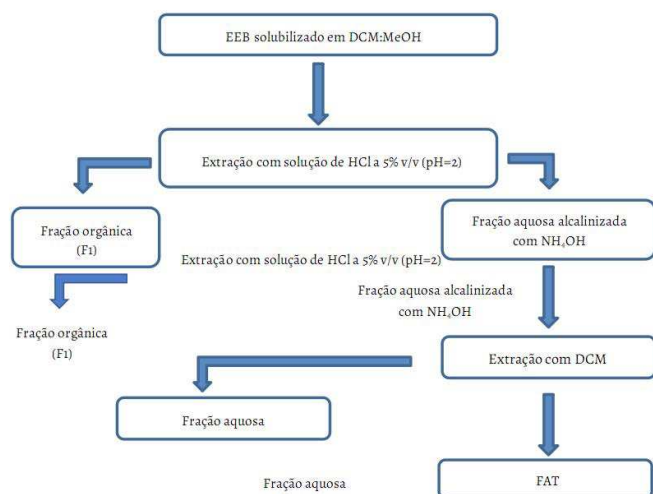 EEB solubilizado em DCM:MeOH
Extração com solução de HCl a 5% v/v (pH=2)
Fração orgânica
(F1)
Fração aquosa alcalinizada
com NH₄OH
Extração com solução de HCl a 5% v/v (pH=2)
Fração aquosa alcalinizada
com NH₄OH
Fração orgânica
(F1)
Extração com DCM
Fração aquosa
Fração aquosa
FAT